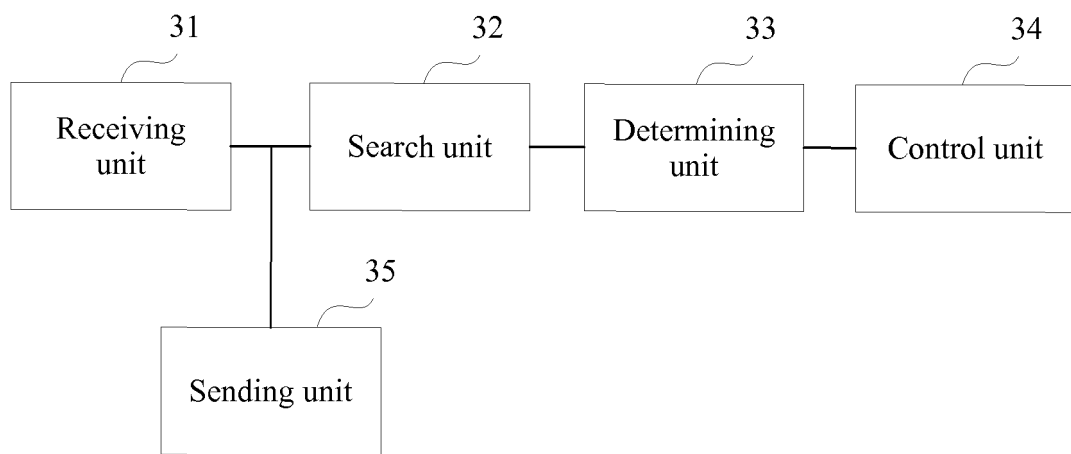 31
32
33
34
Receiving
unit
Search unit
Determining
unit
Control unit
35
Sending unit